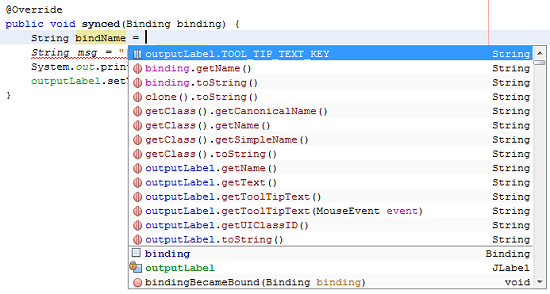 @Override
public void synced(Binding binding) {
String bindName =
String msg = "
System.out.prin
outputLabel.set
}
outputLabel.TOOL_TIP_TEXT_KEY String
binding.getName() String
binding.toString() String
clone().toString() String
getClass().getCanonicalName() String
getClass().getName() String
getClass().getSimpleName() String
getClass().toString() String
outputLabel.getName() String
outputLabel.getText() String
outputLabel.getToolTipText() String
outputLabel.getToolTipText(MouseEvent event) String
outputLabel.getUIClassID() String
outputLabel.toString() String
binding Binding
outputLabel JLabel
bindingBecameBound(Binding binding) void